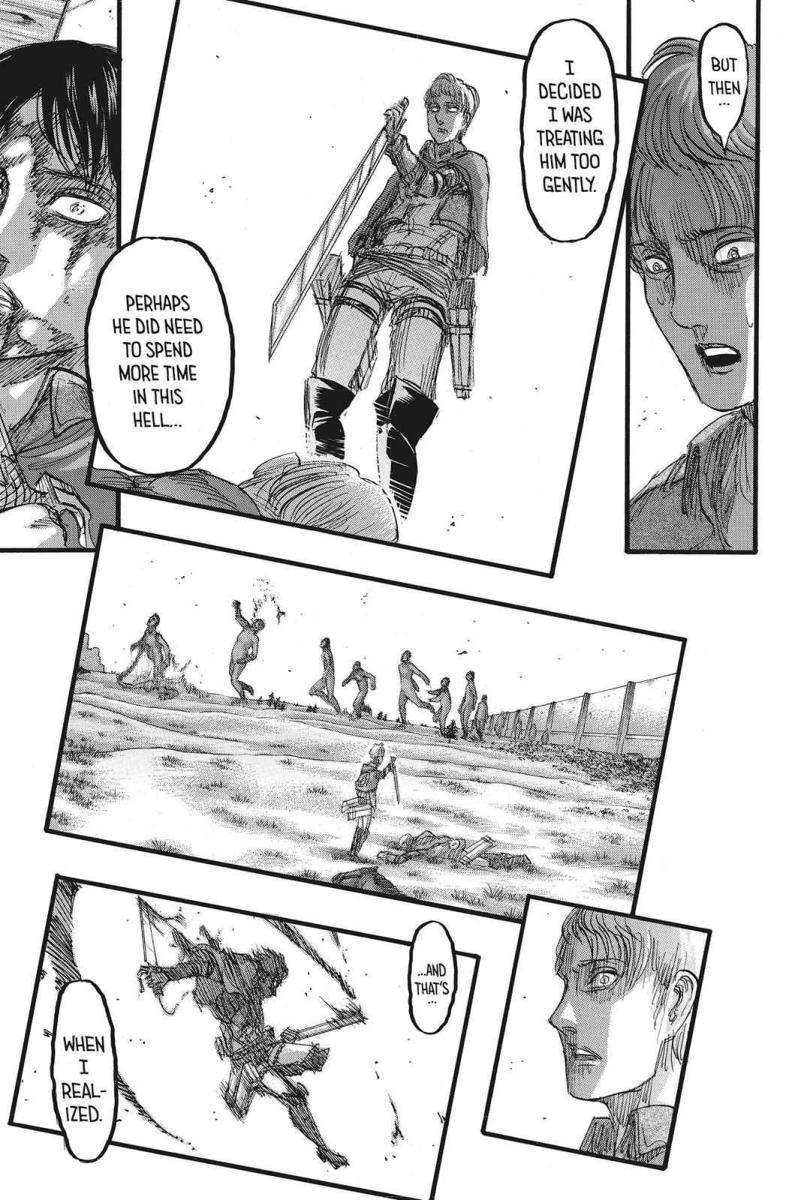 BUT
THEN
...
I
DECIDED
I WAS
TREATING
HIM TOO
GENTLY.
PERHAPS
HE DID NEED
TO SPEND
MORE TIME
IN THIS
HELL...
...AND
THAT'S
...
WHEN
I
REAL-
IZED.